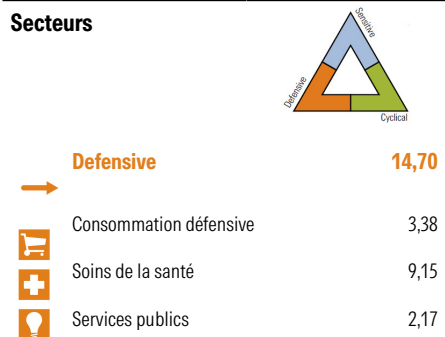 Secteurs
Sensitive
Defensive
Cyclical
Defensive 14,70
Consommation défensive 3,38
Soins de la santé 9,15
Services publics 2,17